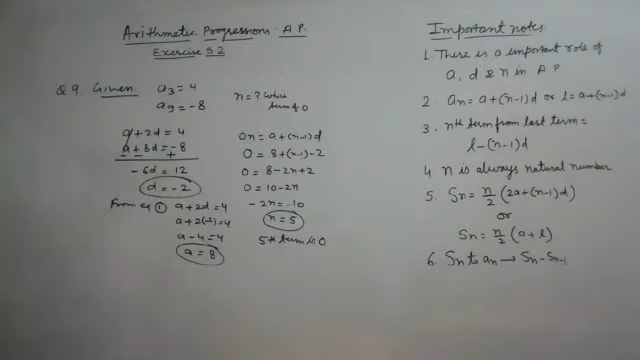 Arithmetic Progressions - A.P.
Exercise 5.2
Q 9. Given a₃ = 4
a₉ = -8
a + 2d = 4
a + 8d = -8
- - +
-6d = 12
d = -2
From eq ① a + 2d = 4
a + 2(-2) = 4
a - 4 = 4
a = 8
n = ? which
term of 0
an = a + (n-1)d
0 = 8 + (n-1) -2
0 = 8 - 2n + 2
0 = 10 - 2n
-2n = -10
n = 5
5th term is 0
Important notes
1. There is a important role of
a, d & n in A P
2. an = a + (n-1)d or l = a + (n-1)d
3. nth term from last term =
l - (n-1)d
4 n is always natural number
5. Sn = n/2 (2a + (n-1)d)
or
Sn = n/2 (a + l)
6. Sn to an → Sn - Sn-1